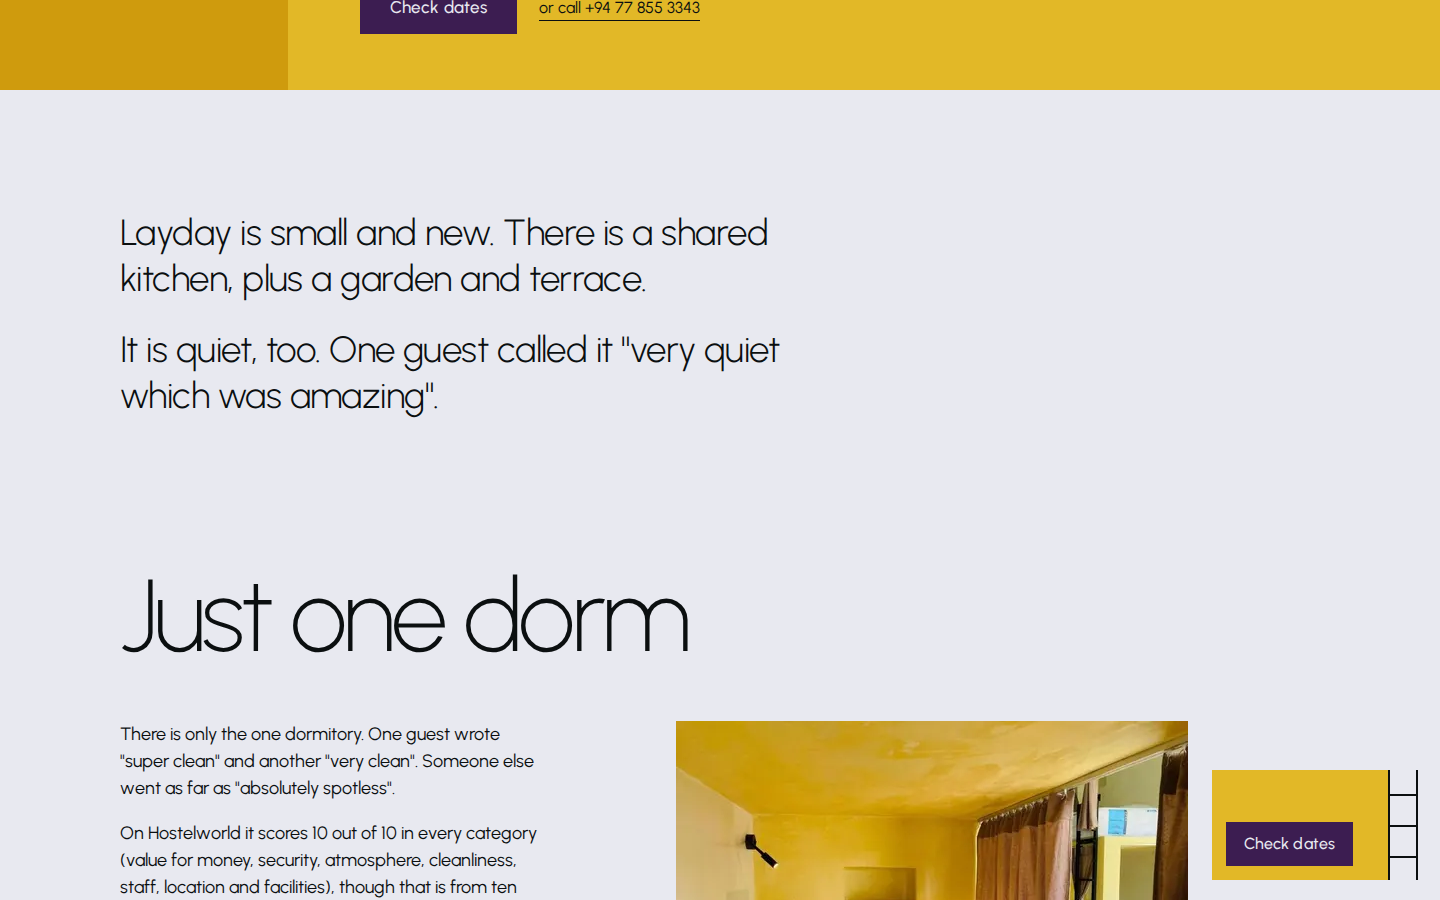 Check dates
or call +94 77 855 3343
Layday is small and new. There is a shared
kitchen, plus a garden and terrace.
It is quiet, too. One guest called it "very quiet
which was amazing".
Just one dorm
There is only the one dormitory. One guest wrote
"super clean" and another "very clean". Someone else
went as far as "absolutely spotless".
On Hostelworld it scores 10 out of 10 in every category
(value for money, security, atmosphere, cleanliness,
staff, location and facilities), though that is from ten
Check dates